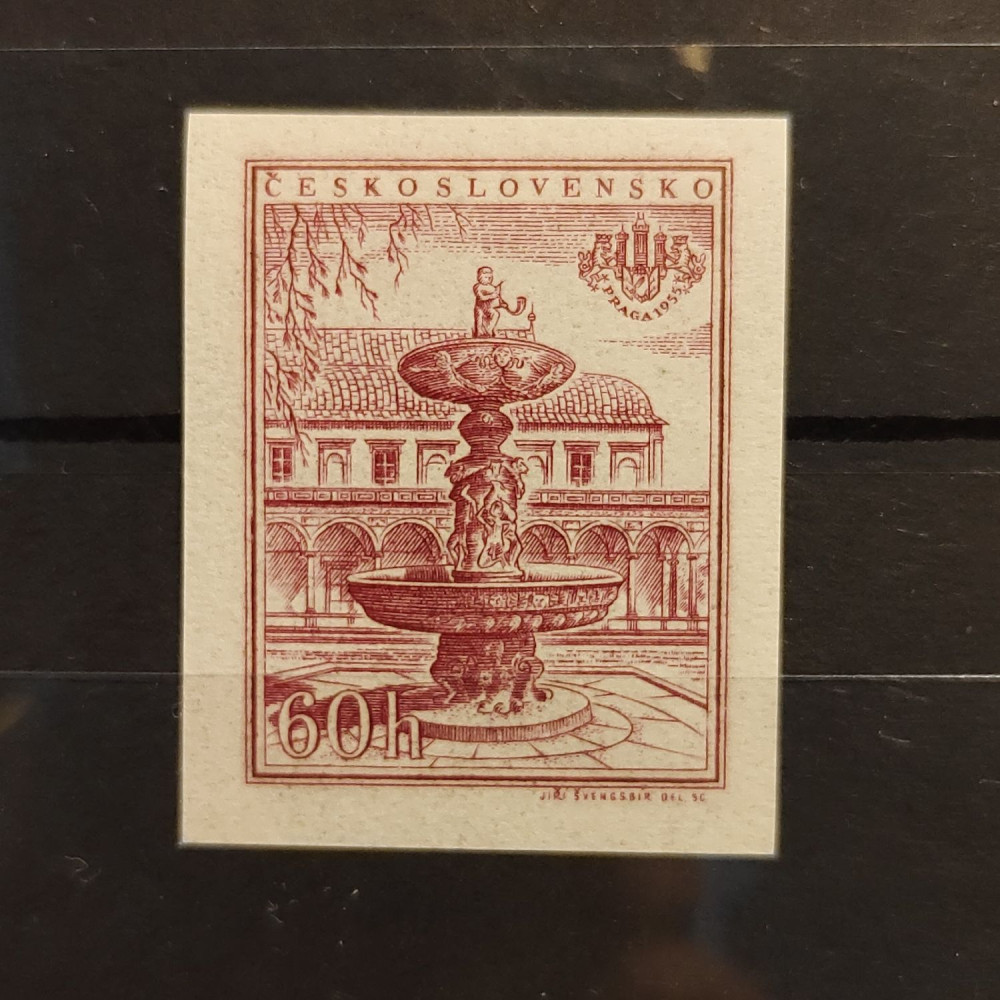 ČESKOSLOVENSKO
PRAGA 1955
60h
JIŘÍ ŠVENGSBÍR DEL. SC.